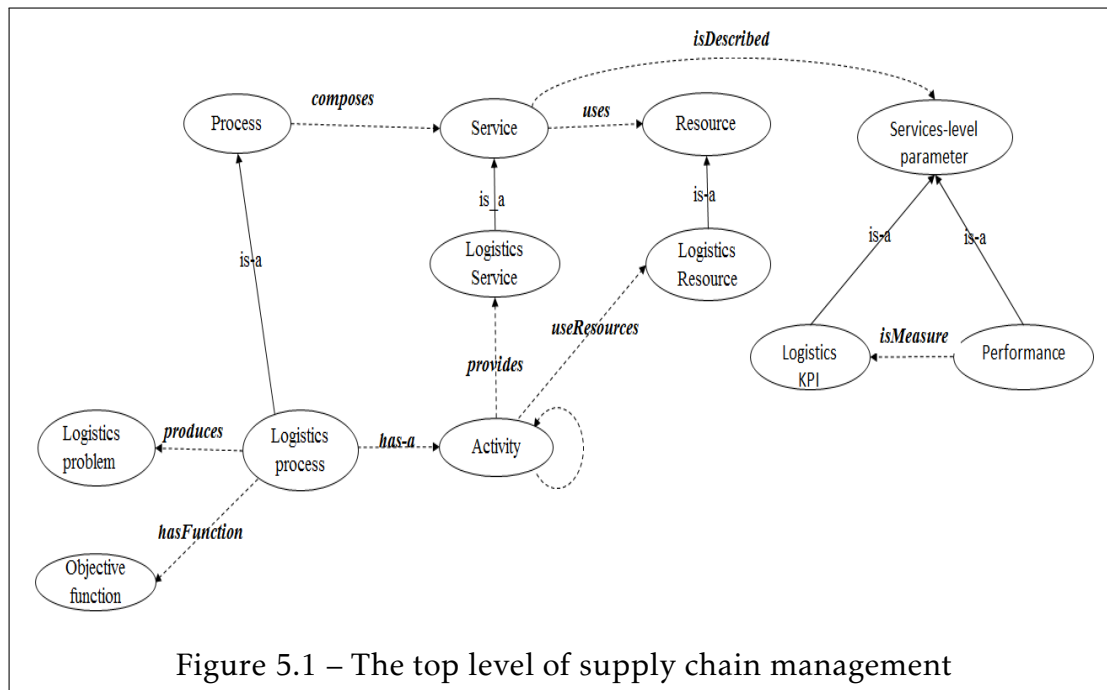 isDescribed
composes
uses
Process
Service
Resource
Services-level
parameter
is_a
is-a
is-a
is-a
is-a
Logistics
Service
Logistics
Resource
useResources
isMeasure
Logistics
KPI
Performance
provides
produces
Logistics
problem
Logistics
process
has-a
Activity
hasFunction
Objective
function
Figure 5.1 – The top level of supply chain management